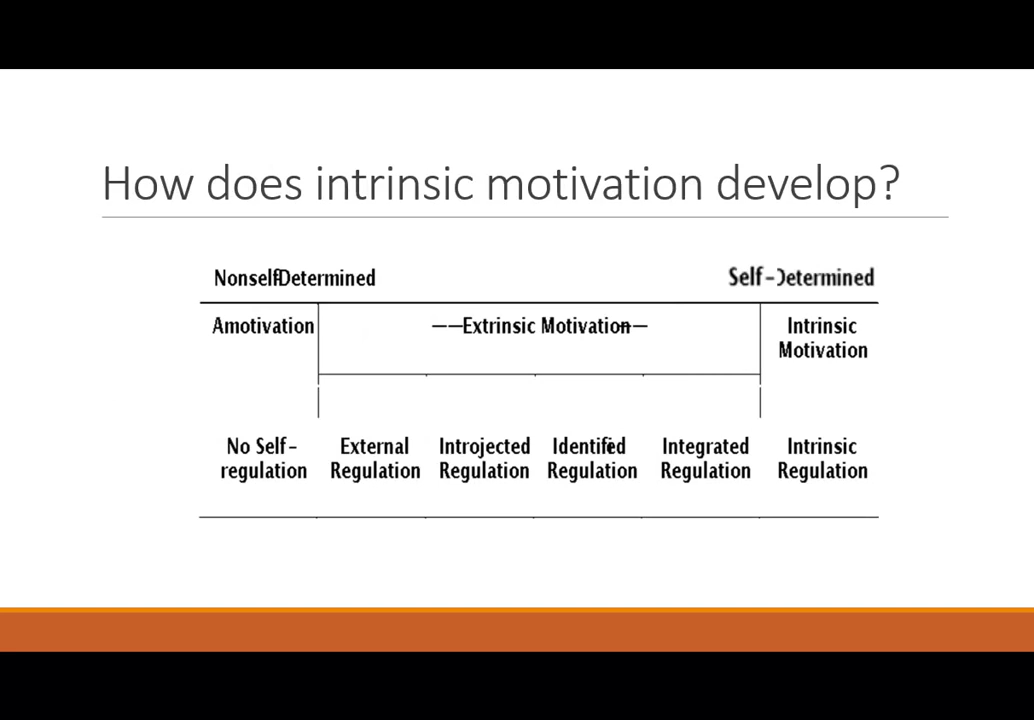 How does intrinsic motivation develop?
Nonself-Determined Self-Determined
Amotivation ——Extrinsic Motivation— Intrinsic
Motivation
No Self- External Introjected Identified Integrated Intrinsic
regulation Regulation Regulation Regulation Regulation Regulation